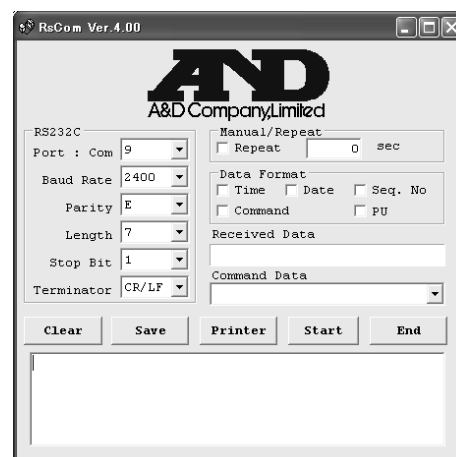 RsCom Ver.4.00
AND
A&D Company,Limited
RS232C
Port : Com 9
Baud Rate 2400
Parity E
Length 7
Stop Bit 1
Terminator CR/LF
Manual/Repeat
Repeat 0 sec
Data Format
Time Date Seq. No
Command PU
Received Data
Command Data
Clear Save Printer Start End